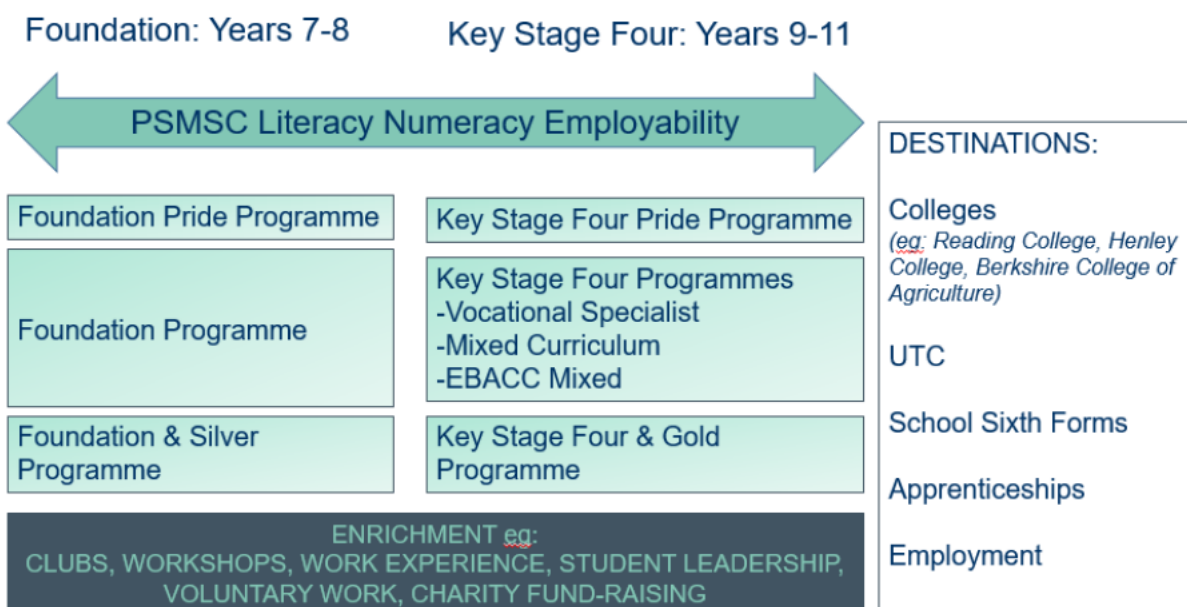 Foundation: Years 7-8
Key Stage Four: Years 9-11
PSMSC Literacy Numeracy Employability
Foundation Pride Programme
Foundation Programme
Foundation & Silver
Programme
Key Stage Four Pride Programme
Key Stage Four Programmes
-Vocational Specialist
-Mixed Curriculum
-EBACC Mixed
Key Stage Four & Gold
Programme
ENRICHMENT eg:
CLUBS, WORKSHOPS, WORK EXPERIENCE, STUDENT LEADERSHIP,
VOLUNTARY WORK, CHARITY FUND-RAISING
DESTINATIONS:
Colleges
(eg: Reading College, Henley
College, Berkshire College of
Agriculture)
UTC
School Sixth Forms
Apprenticeships
Employment